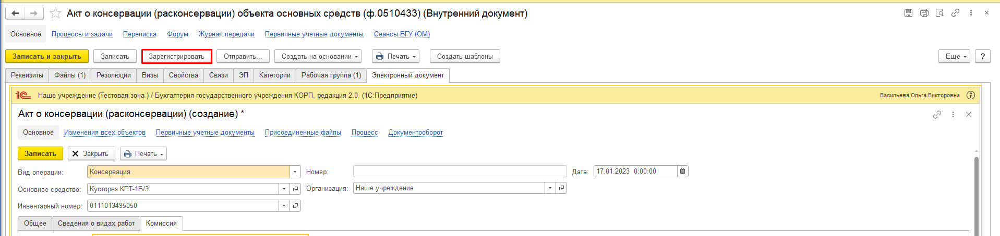 Акт о консервации (расконсервации) объекта основных средств (ф.0510433) (Внутренний документ)
Основное Процессы и задачи Переписка Форум Журнал передачи Первичные учетные документы Сеансы БГУ (ОМ)
Записать и закрыть Записать Зарегистрировать Отправить... Создать на основании Печать Создать шаблоны Еще ?
Реквизиты Файлы (1) Резолюции Визы Свойства Связи ЭП Категории Рабочая группа (1) Электронный документ
1С Наше учреждение (Тестовая зона ) / Бухгалтерия государственного учреждения КОРП, редакция 2.0 (1С:Предприятие) Васильева Ольга Викторовна
Акт о консервации (расконсервации) (создание) *
Основное Изменения всех объектов Первичные учетные документы Присоединенные файлы Процесс Документооборот
Записать Закрыть Печать
Вид операции: Консервация Номер: Дата: 17.01.2023 0:00:00
Основное средство: Кусторез КРТ-1Б/3 Организация: Наше учреждение
Инвентарный номер: 0111013495050
Общее Сведения о видах работ Комиссия